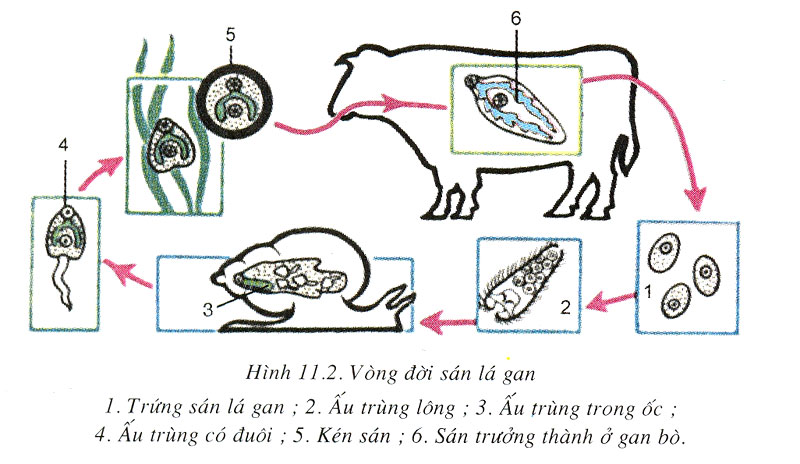 6
5
4
3
2
1
Hình 11.2. Vòng đời sán lá gan
1. Trứng sán lá gan ; 2. Ấu trùng lông ; 3. Ấu trùng trong ốc ;
4. Ấu trùng có đuôi ; 5. Kén sán ; 6. Sán trưởng thành ở gan bò.